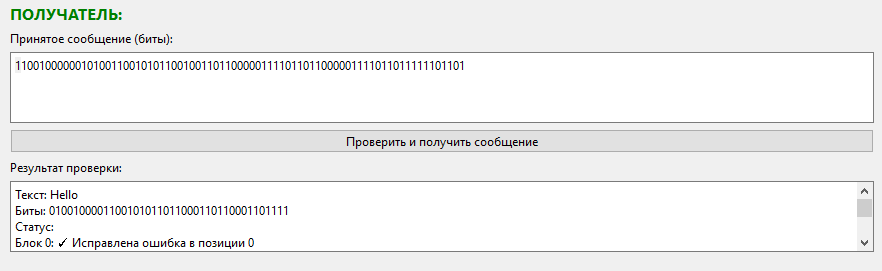 ПОЛУЧАТЕЛЬ:
Принятое сообщение (биты):
110010000001010011001010110010011011000001111011011000001111011011111101101
Проверить и получить сообщение
Результат проверки:
Текст: Hello
Биты: 0100100001100101011011000110110001101111
Статус:
Блок 0: ✓ Исправлена ошибка в позиции 0